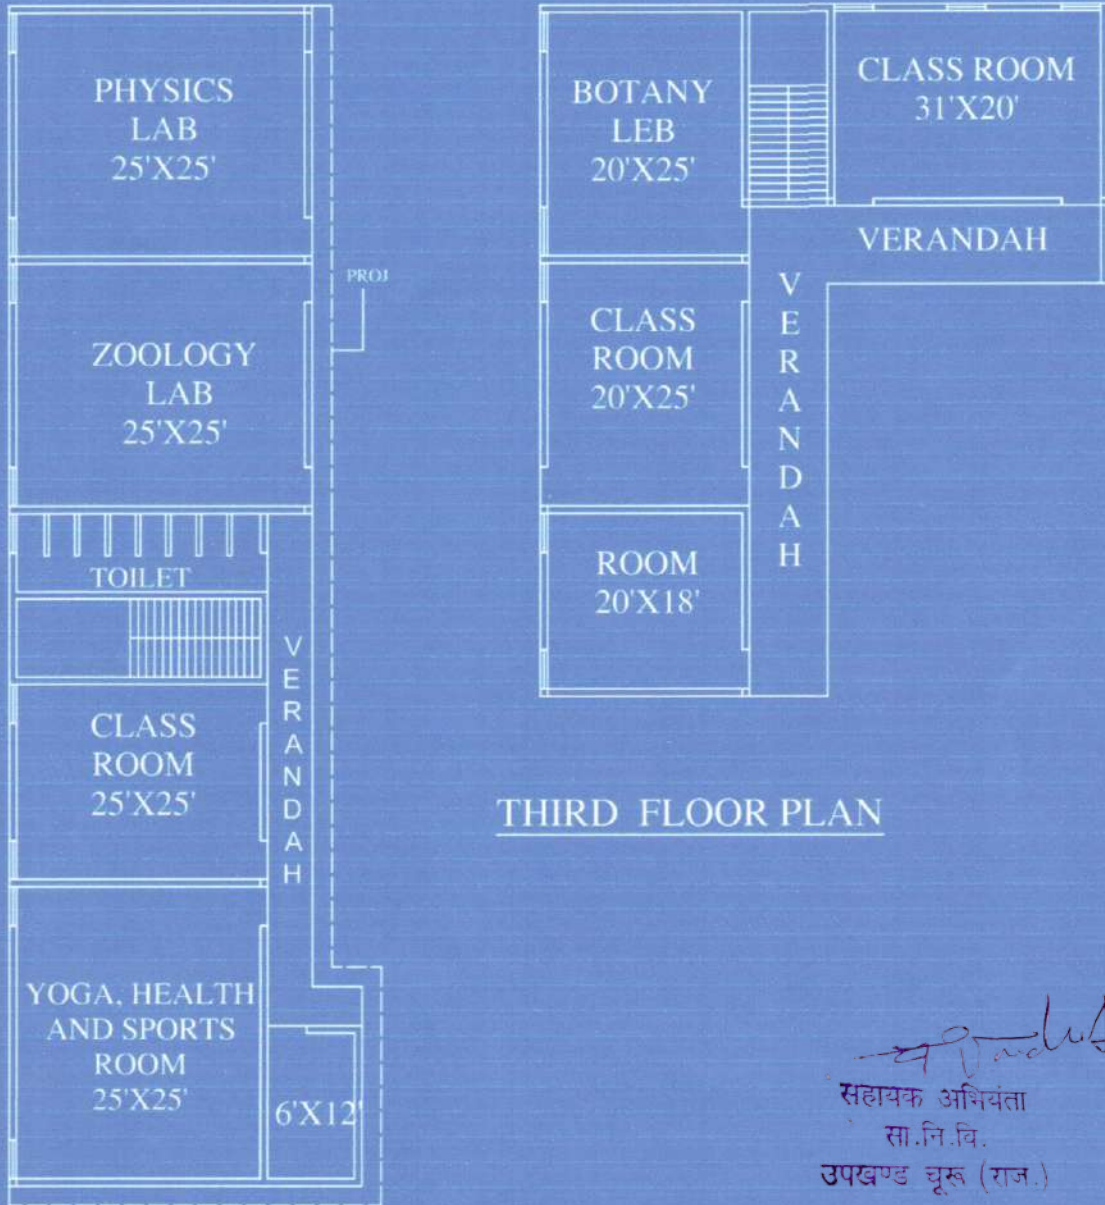 PHYSICS
LAB
25'X25'
ZOOLOGY
LAB
25'X25'
PROJ
TOILET
VERANDAH
CLASS
ROOM
25'X25'
YOGA, HEALTH
AND SPORTS
ROOM
25'X25'
6'X12'
BOTANY
LEB
20'X25'
CLASS ROOM
31'X20'
VERANDAH
CLASS
ROOM
20'X25'
VERANDAH
ROOM
20'X18'
THIRD FLOOR PLAN
सहायक अभियंता
सा.नि.वि.
उपखण्ड चूरू (राज.)